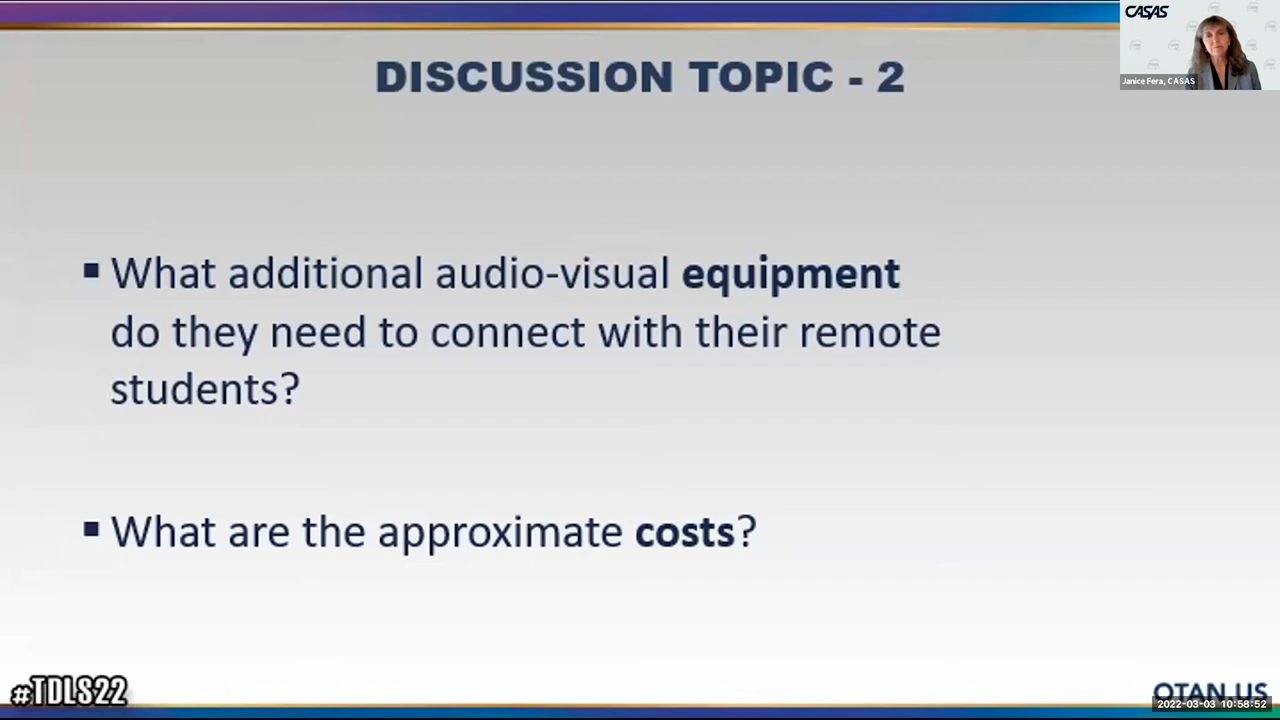 CASAS
Janice Fera, CASAS
DISCUSSION TOPIC - 2
▪ What additional audio-visual equipment
do they need to connect with their remote
students?
▪ What are the approximate costs?
#TDLS22
OTAN.US
2022-03-03 10:58:52